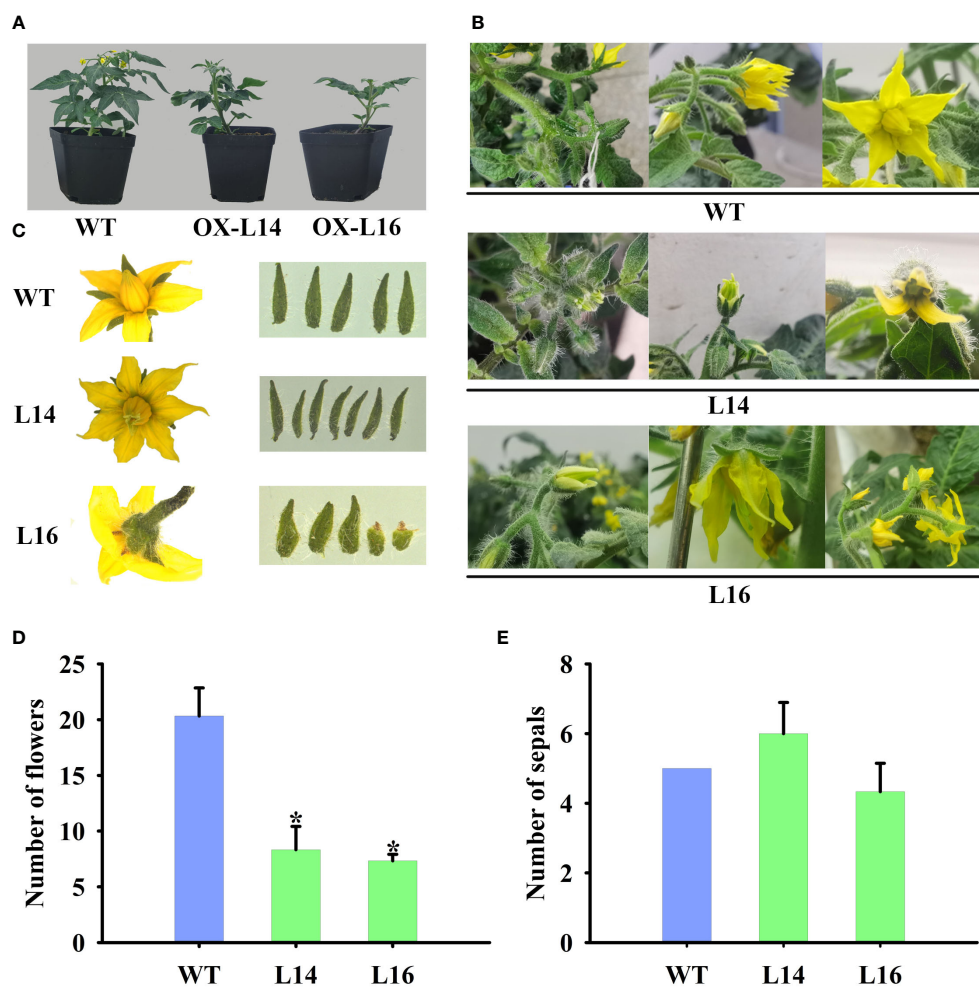 A
WT OX-L14 OX-L16
B
WT
L14
L16
C
WT
L14
L16
D
Number of flowers
25
20
15
10
5
0
*
*
WT L14 L16
E
Number of sepals
8
6
4
2
0
WT L14 L16